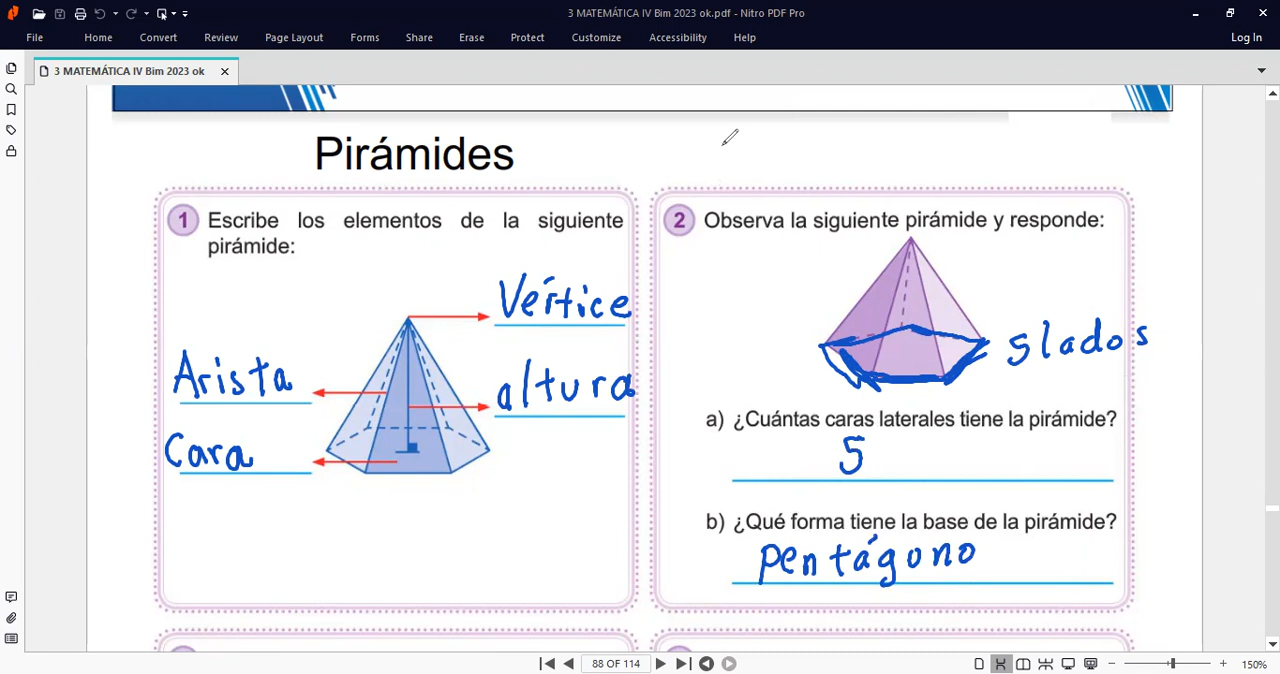 3 MATEMÁTICA IV Bim 2023 ok.pdf - Nitro PDF Pro
File Home Convert Review Page Layout Forms Share Erase Protect Customize Accessibility Help Log In
3 MATEMÁTICA IV Bim 2023 ok
Pirámides
1 Escribe los elementos de la siguiente
pirámide:
Vértice
Arista
altura
Cara
2 Observa la siguiente pirámide y responde:
5 lados
a) ¿Cuántas caras laterales tiene la pirámide?
5
b) ¿Qué forma tiene la base de la pirámide?
pentágono
88 OF 114
150%